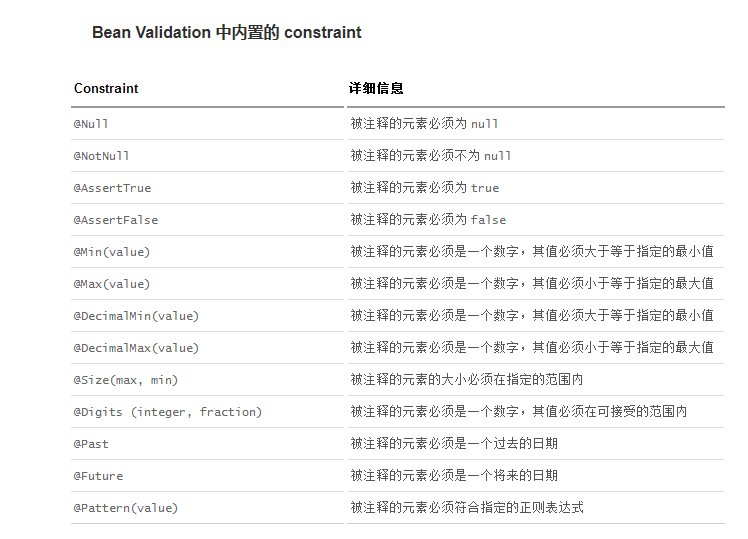 Bean Validation 中内置的 constraint
Constraint 详细信息
@Null 被注释的元素必须为 null
@NotNull 被注释的元素必须不为 null
@AssertTrue 被注释的元素必须为 true
@AssertFalse 被注释的元素必须为 false
@Min(value) 被注释的元素必须是一个数字，其值必须大于等于指定的最小值
@Max(value) 被注释的元素必须是一个数字，其值必须小于等于指定的最大值
@DecimalMin(value) 被注释的元素必须是一个数字，其值必须大于等于指定的最小值
@DecimalMax(value) 被注释的元素必须是一个数字，其值必须小于等于指定的最大值
@Size(max, min) 被注释的元素的大小必须在指定的范围内
@Digits (integer, fraction) 被注释的元素必须是一个数字，其值必须在可接受的范围内
@Past 被注释的元素必须是一个过去的日期
@Future 被注释的元素必须是一个将来的日期
@Pattern(value) 被注释的元素必须符合指定的正则表达式